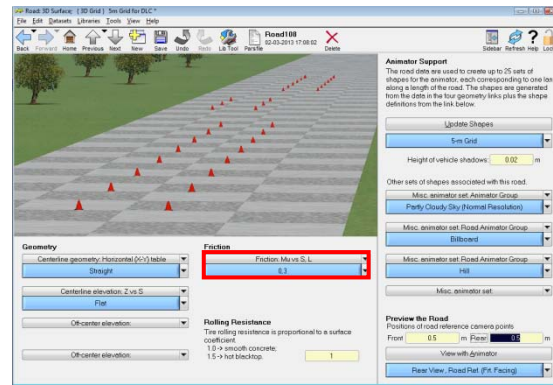 Road: 3D Surface; { 3D Grid } 5m Grid for DLC *
File Edit Datasets Libraries Tools View Help
Back Forward Home Previous Next New Save Undo Redo Lib Tool Parsfile Road108 02-03-2013 17:08:02 Delete Sidebar Refresh Help Lock
Animator Support
The road data are used to create up to 25 sets of
shapes for the animator, each corresponding to one
along a length of the road. The shapes are generated
from the data in the four geometry links plus the shape
definitions from the link below.
Update Shapes
5-m Grid
Height of vehicle shadows: 0.02 m
Other sets of shapes associated with this road.
Misc. animator set: Animator Group
Partly Cloudy Sky (Normal Resolution)
Misc. animator set: Road Animator Group
Billboard
Misc. animator set: Road Animator Group
Hill
Misc. animator set:
Preview the Road
Positions of road reference camera points
Front 0.5 m Rear 0.5 m
View with Animator
Rear View, Road Ref. (Frt. Facing)
Geometry
Centerline geometry: Horizontal (X-Y) table
Straight
Centerline elevation: Z vs S
Flat
Off-center elevation:
Off-center elevation:
Friction
Friction: Mu vs S, L
0,3
Rolling Resistance
Tire rolling resistance is proportional to a surface
coefficient.
1.0 -> smooth concrete;
1.5 -> hot blacktop.
1